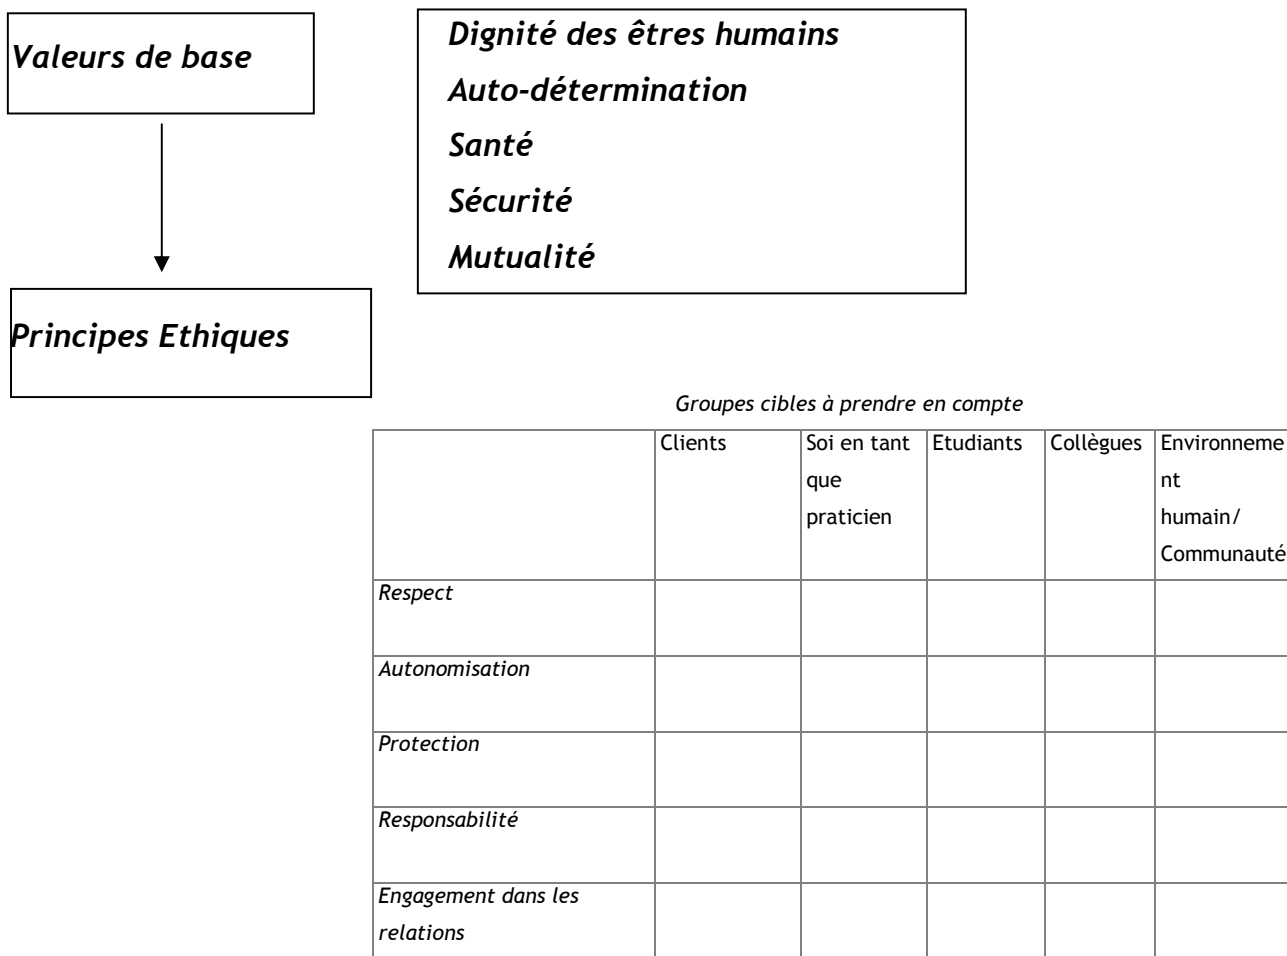 Valeurs de base
Dignité des êtres humains
Auto-détermination
Santé
Sécurité
Mutualité
Principes Ethiques
Groupes cibles à prendre en compte
Clients
Soi en tant
que
praticien
Etudiants
Collègues
Environneme
nt
humain/
Communauté
Respect
Autonomisation
Protection
Responsabilité
Engagement dans les
relations